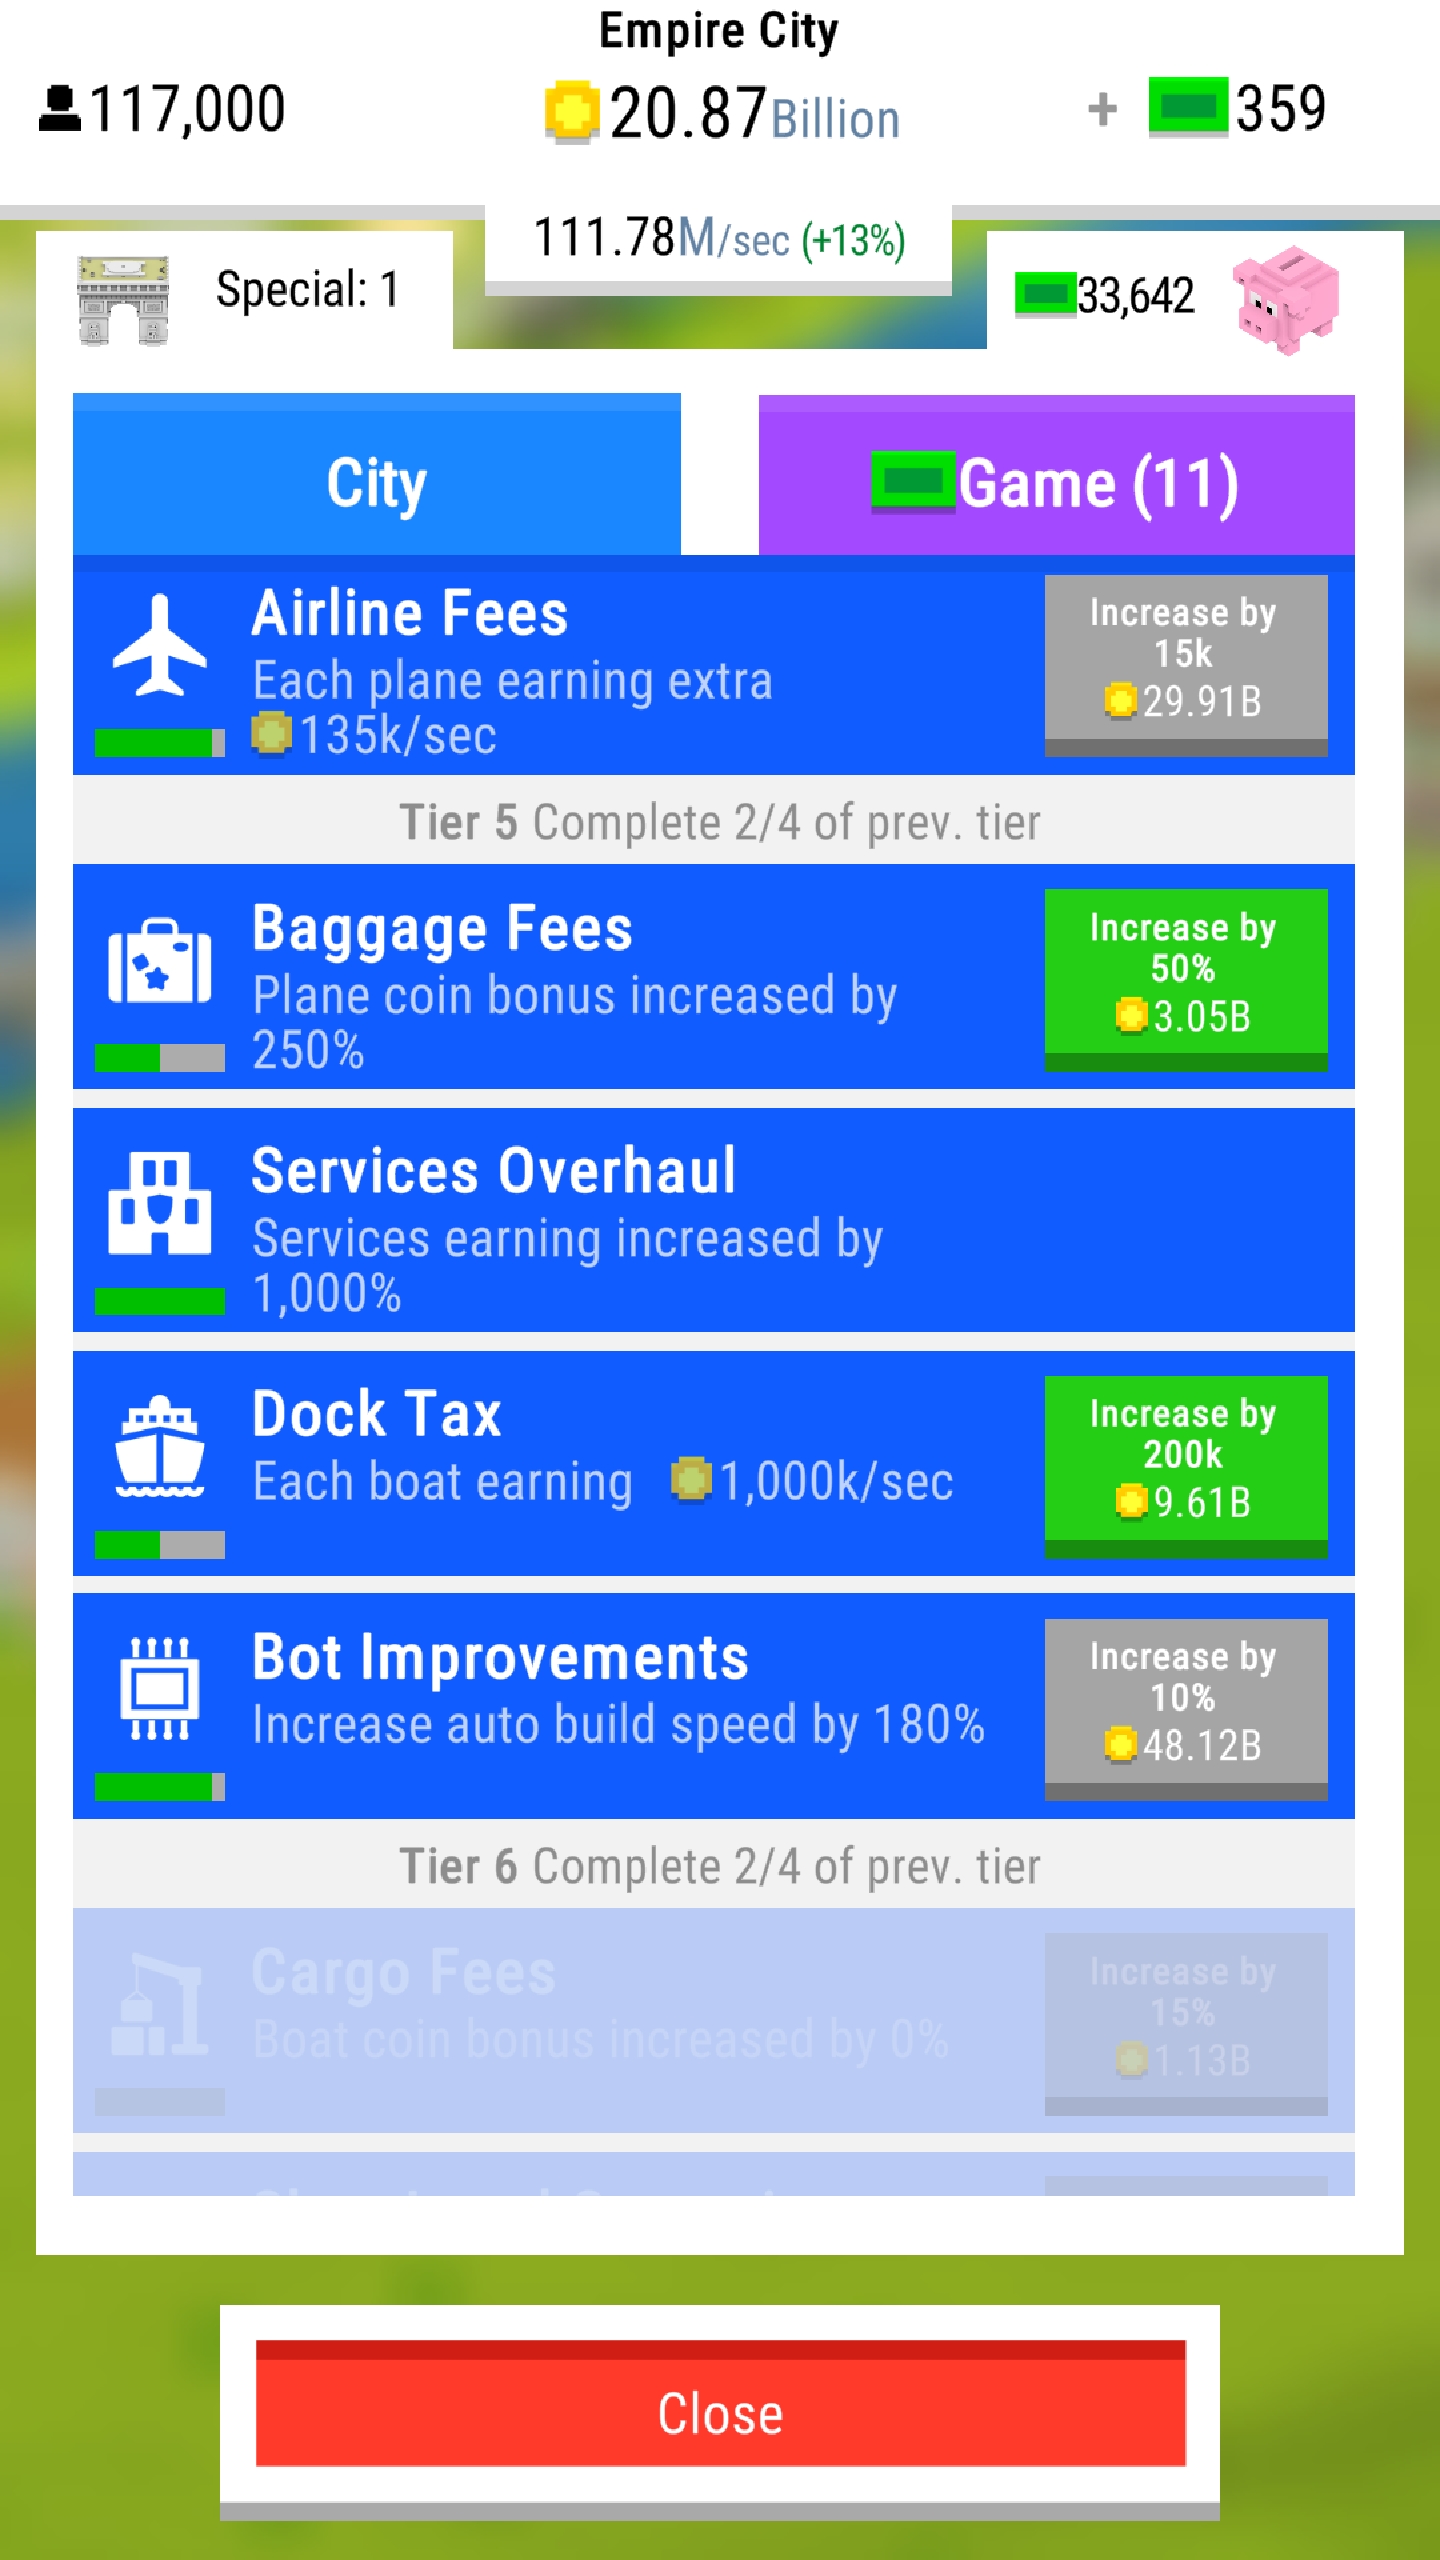 Empire City
117,000
20.87 Billion
+ 359
111.78M/sec (+13%)
Special: 1
33,642
City
Game (11)
Airline Fees
Each plane earning extra
135k/sec
Increase by
15k
29.91B
Tier 5 Complete 2/4 of prev. tier
Baggage Fees
Plane coin bonus increased by
250%
Increase by
50%
3.05B
Services Overhaul
Services earning increased by
1,000%
Dock Tax
Each boat earning 1,000k/sec
Increase by
200k
9.61B
Bot Improvements
Increase auto build speed by 180%
Increase by
10%
48.12B
Tier 6 Complete 2/4 of prev. tier
Cargo Fees
Boat coin bonus increased by 0%
Increase by
15%
1.13B
Close